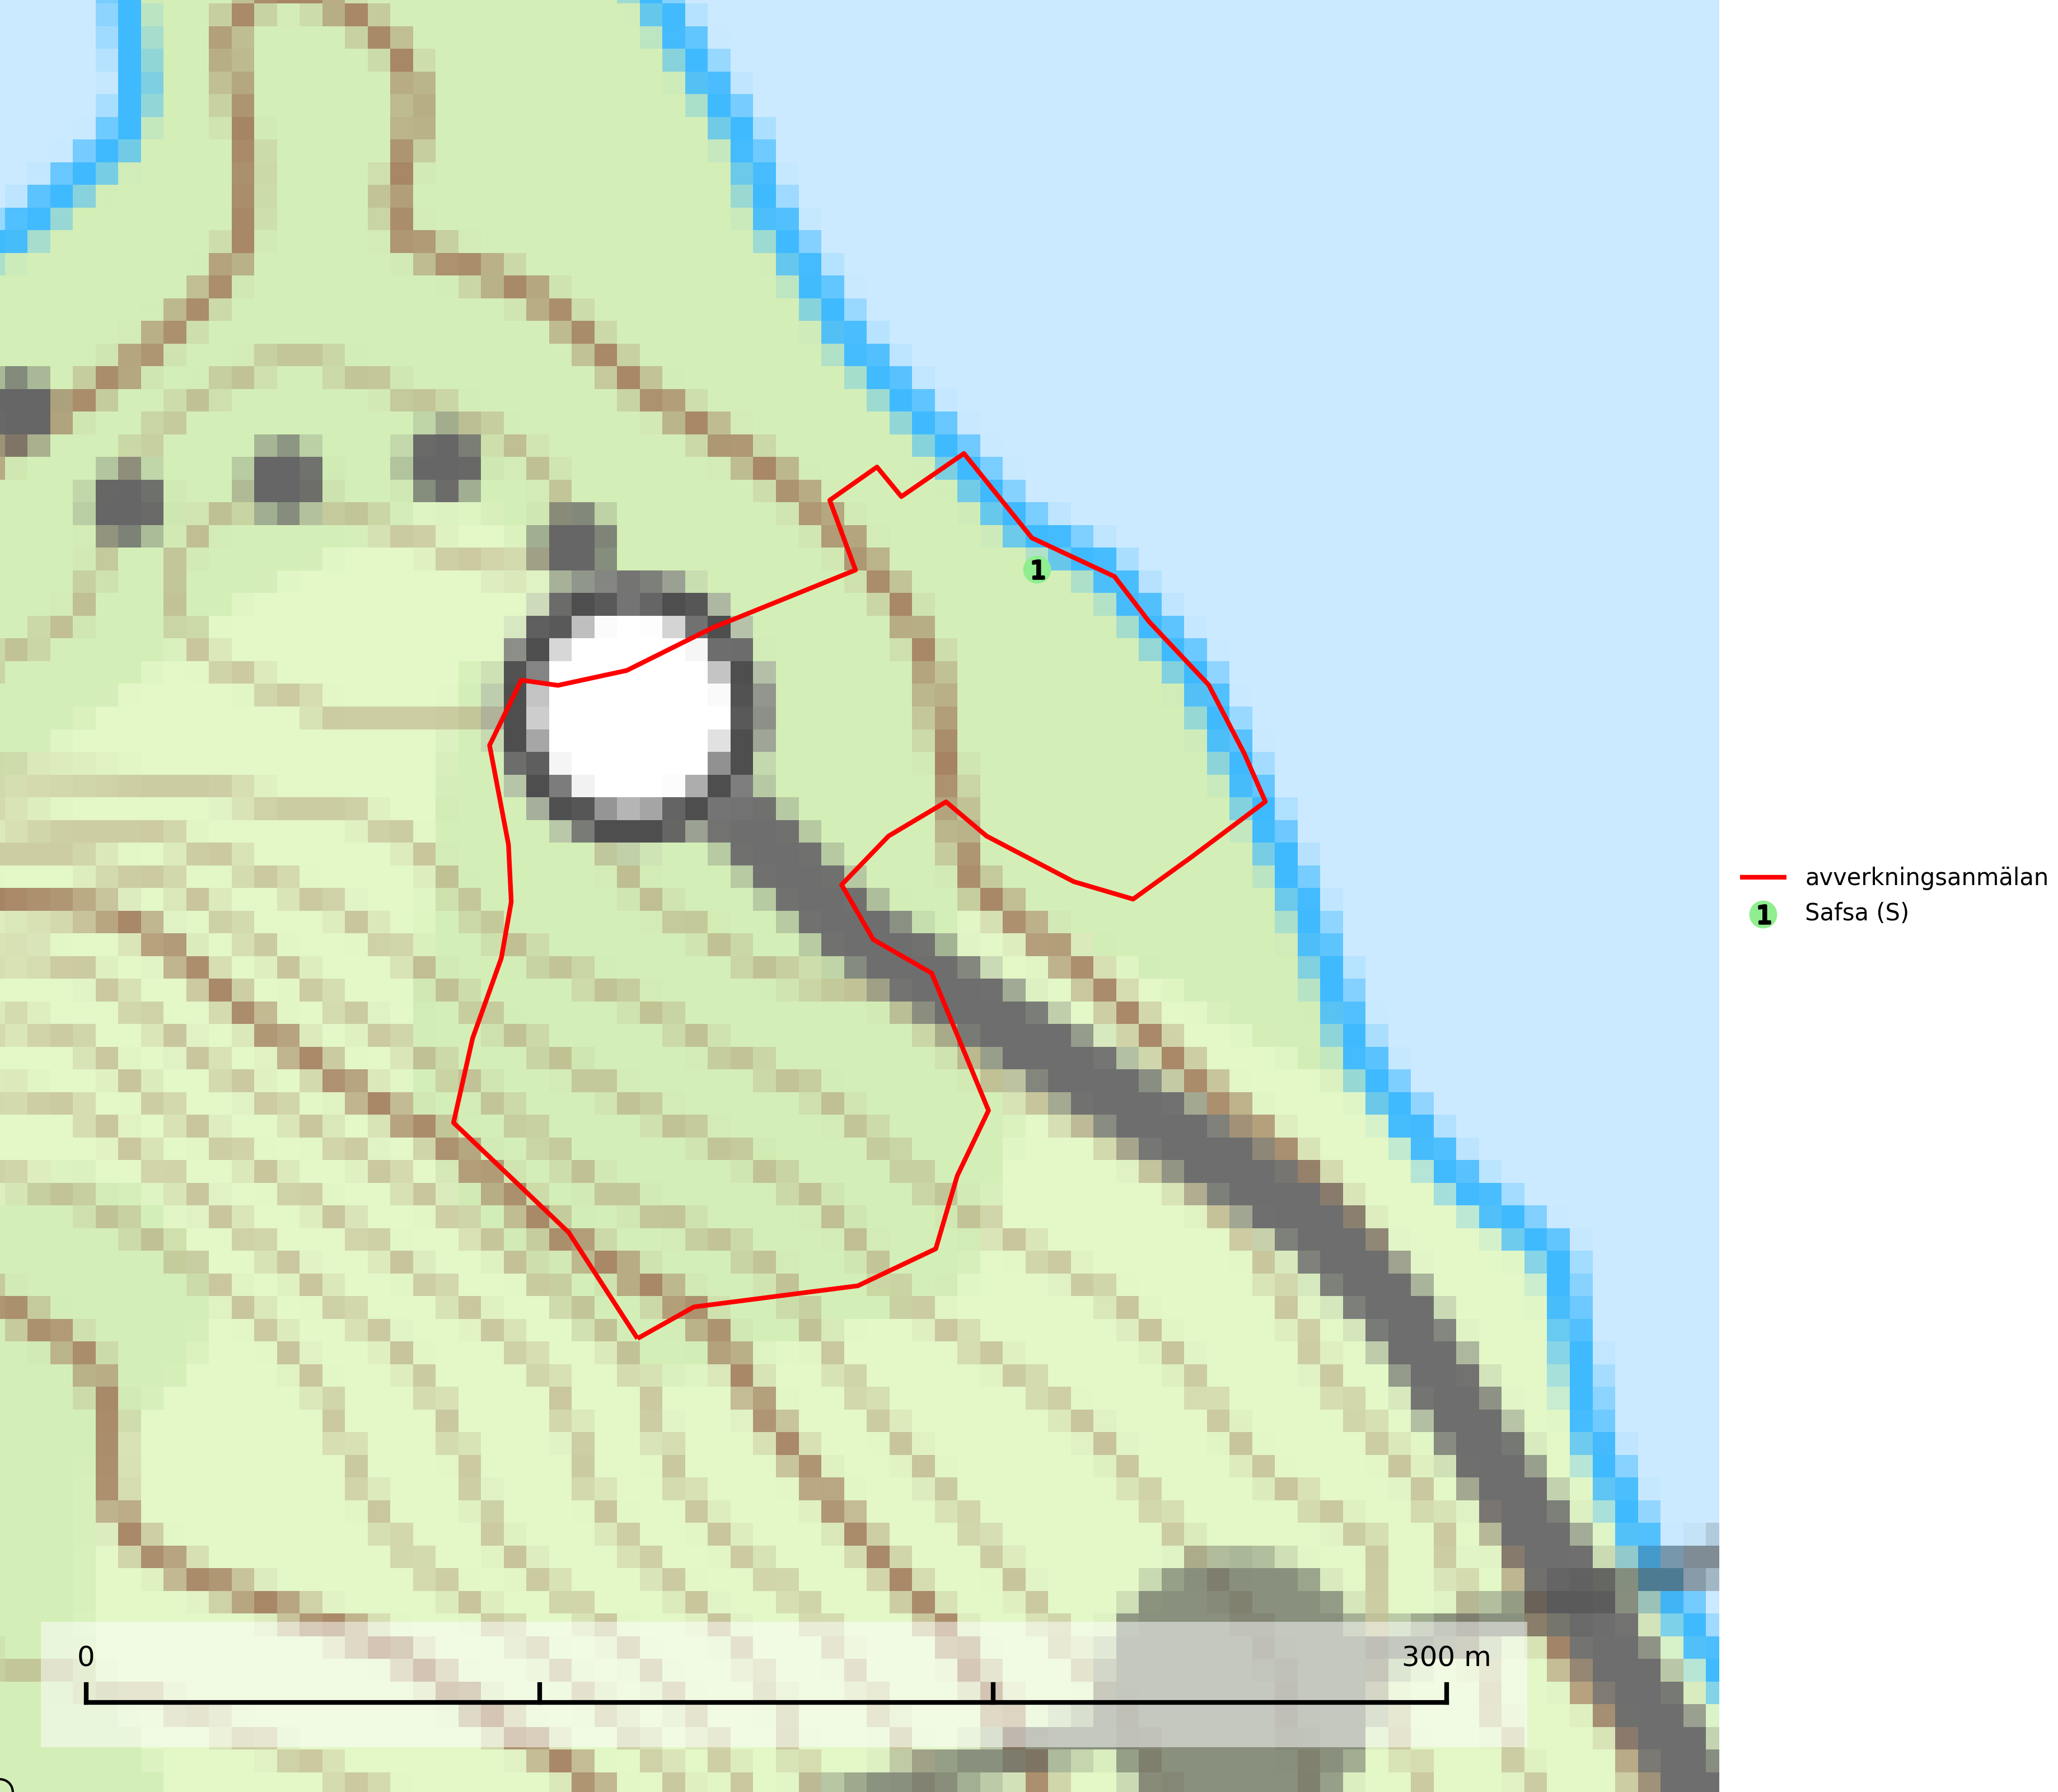 1
avverkningsanmälan
1 Safsa (S)
0 300 m